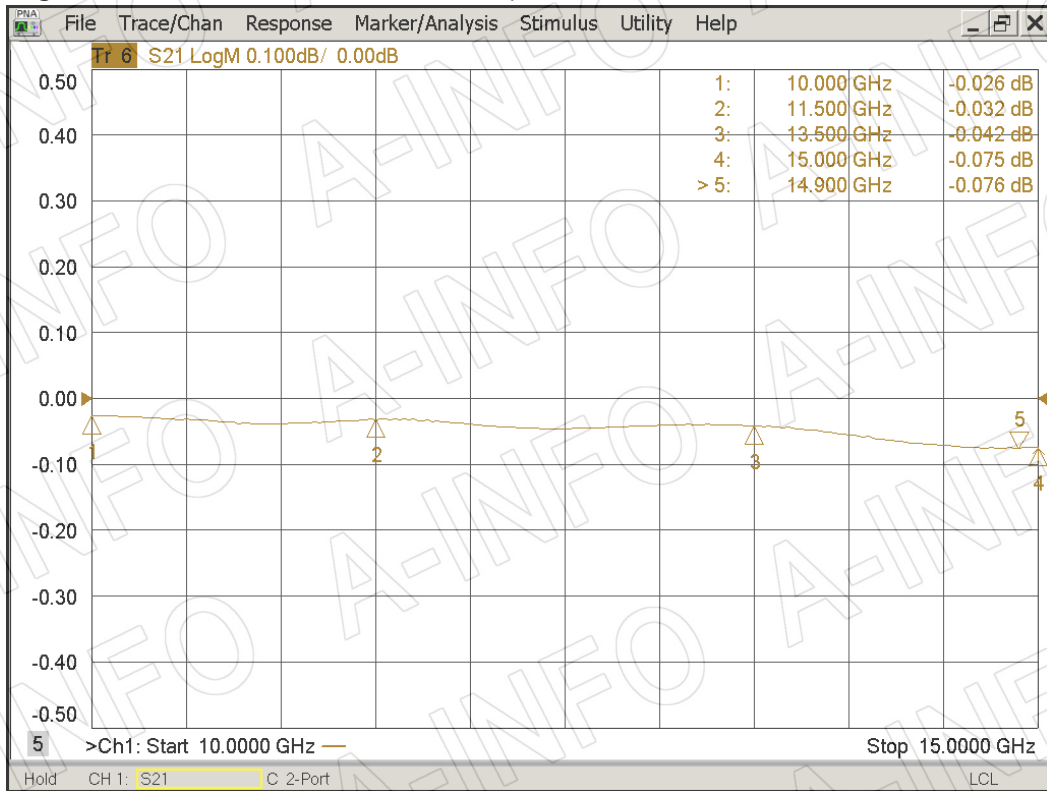 PNA File Trace/Chan Response Marker/Analysis Stimulus Utility Help
Tr 6 S21 LogM 0.100dB/ 0.00dB
0.50
0.40
0.30
0.20
0.10
0.00
-0.10
-0.20
-0.30
-0.40
-0.50
1: 10.000 GHz -0.026 dB
2: 11.500 GHz -0.032 dB
3: 13.500 GHz -0.042 dB
4: 15.000 GHz -0.075 dB
> 5: 14.900 GHz -0.076 dB
1
2
3
5
4
5 >Ch1: Start 10.0000 GHz — Stop 15.0000 GHz
Hold CH 1: S21 C 2-Port LCL
A-INFO